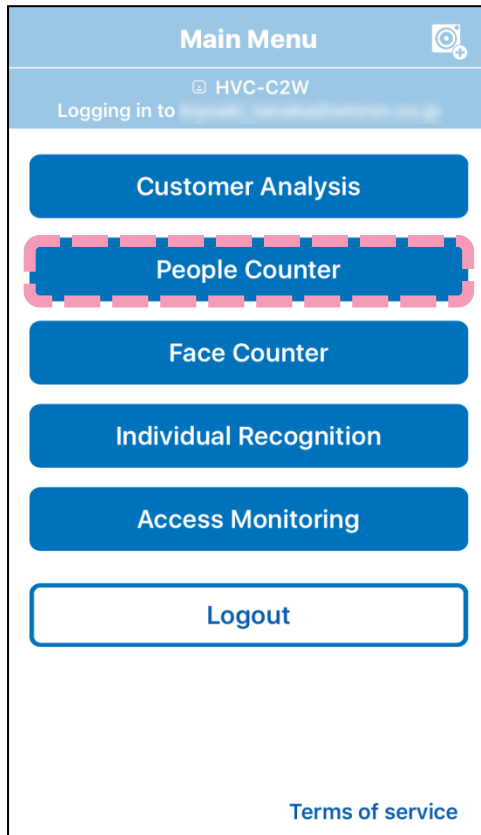 Main Menu
HVC-C2W
Logging in to
Customer Analysis
People Counter
Face Counter
Individual Recognition
Access Monitoring
Logout
Terms of service